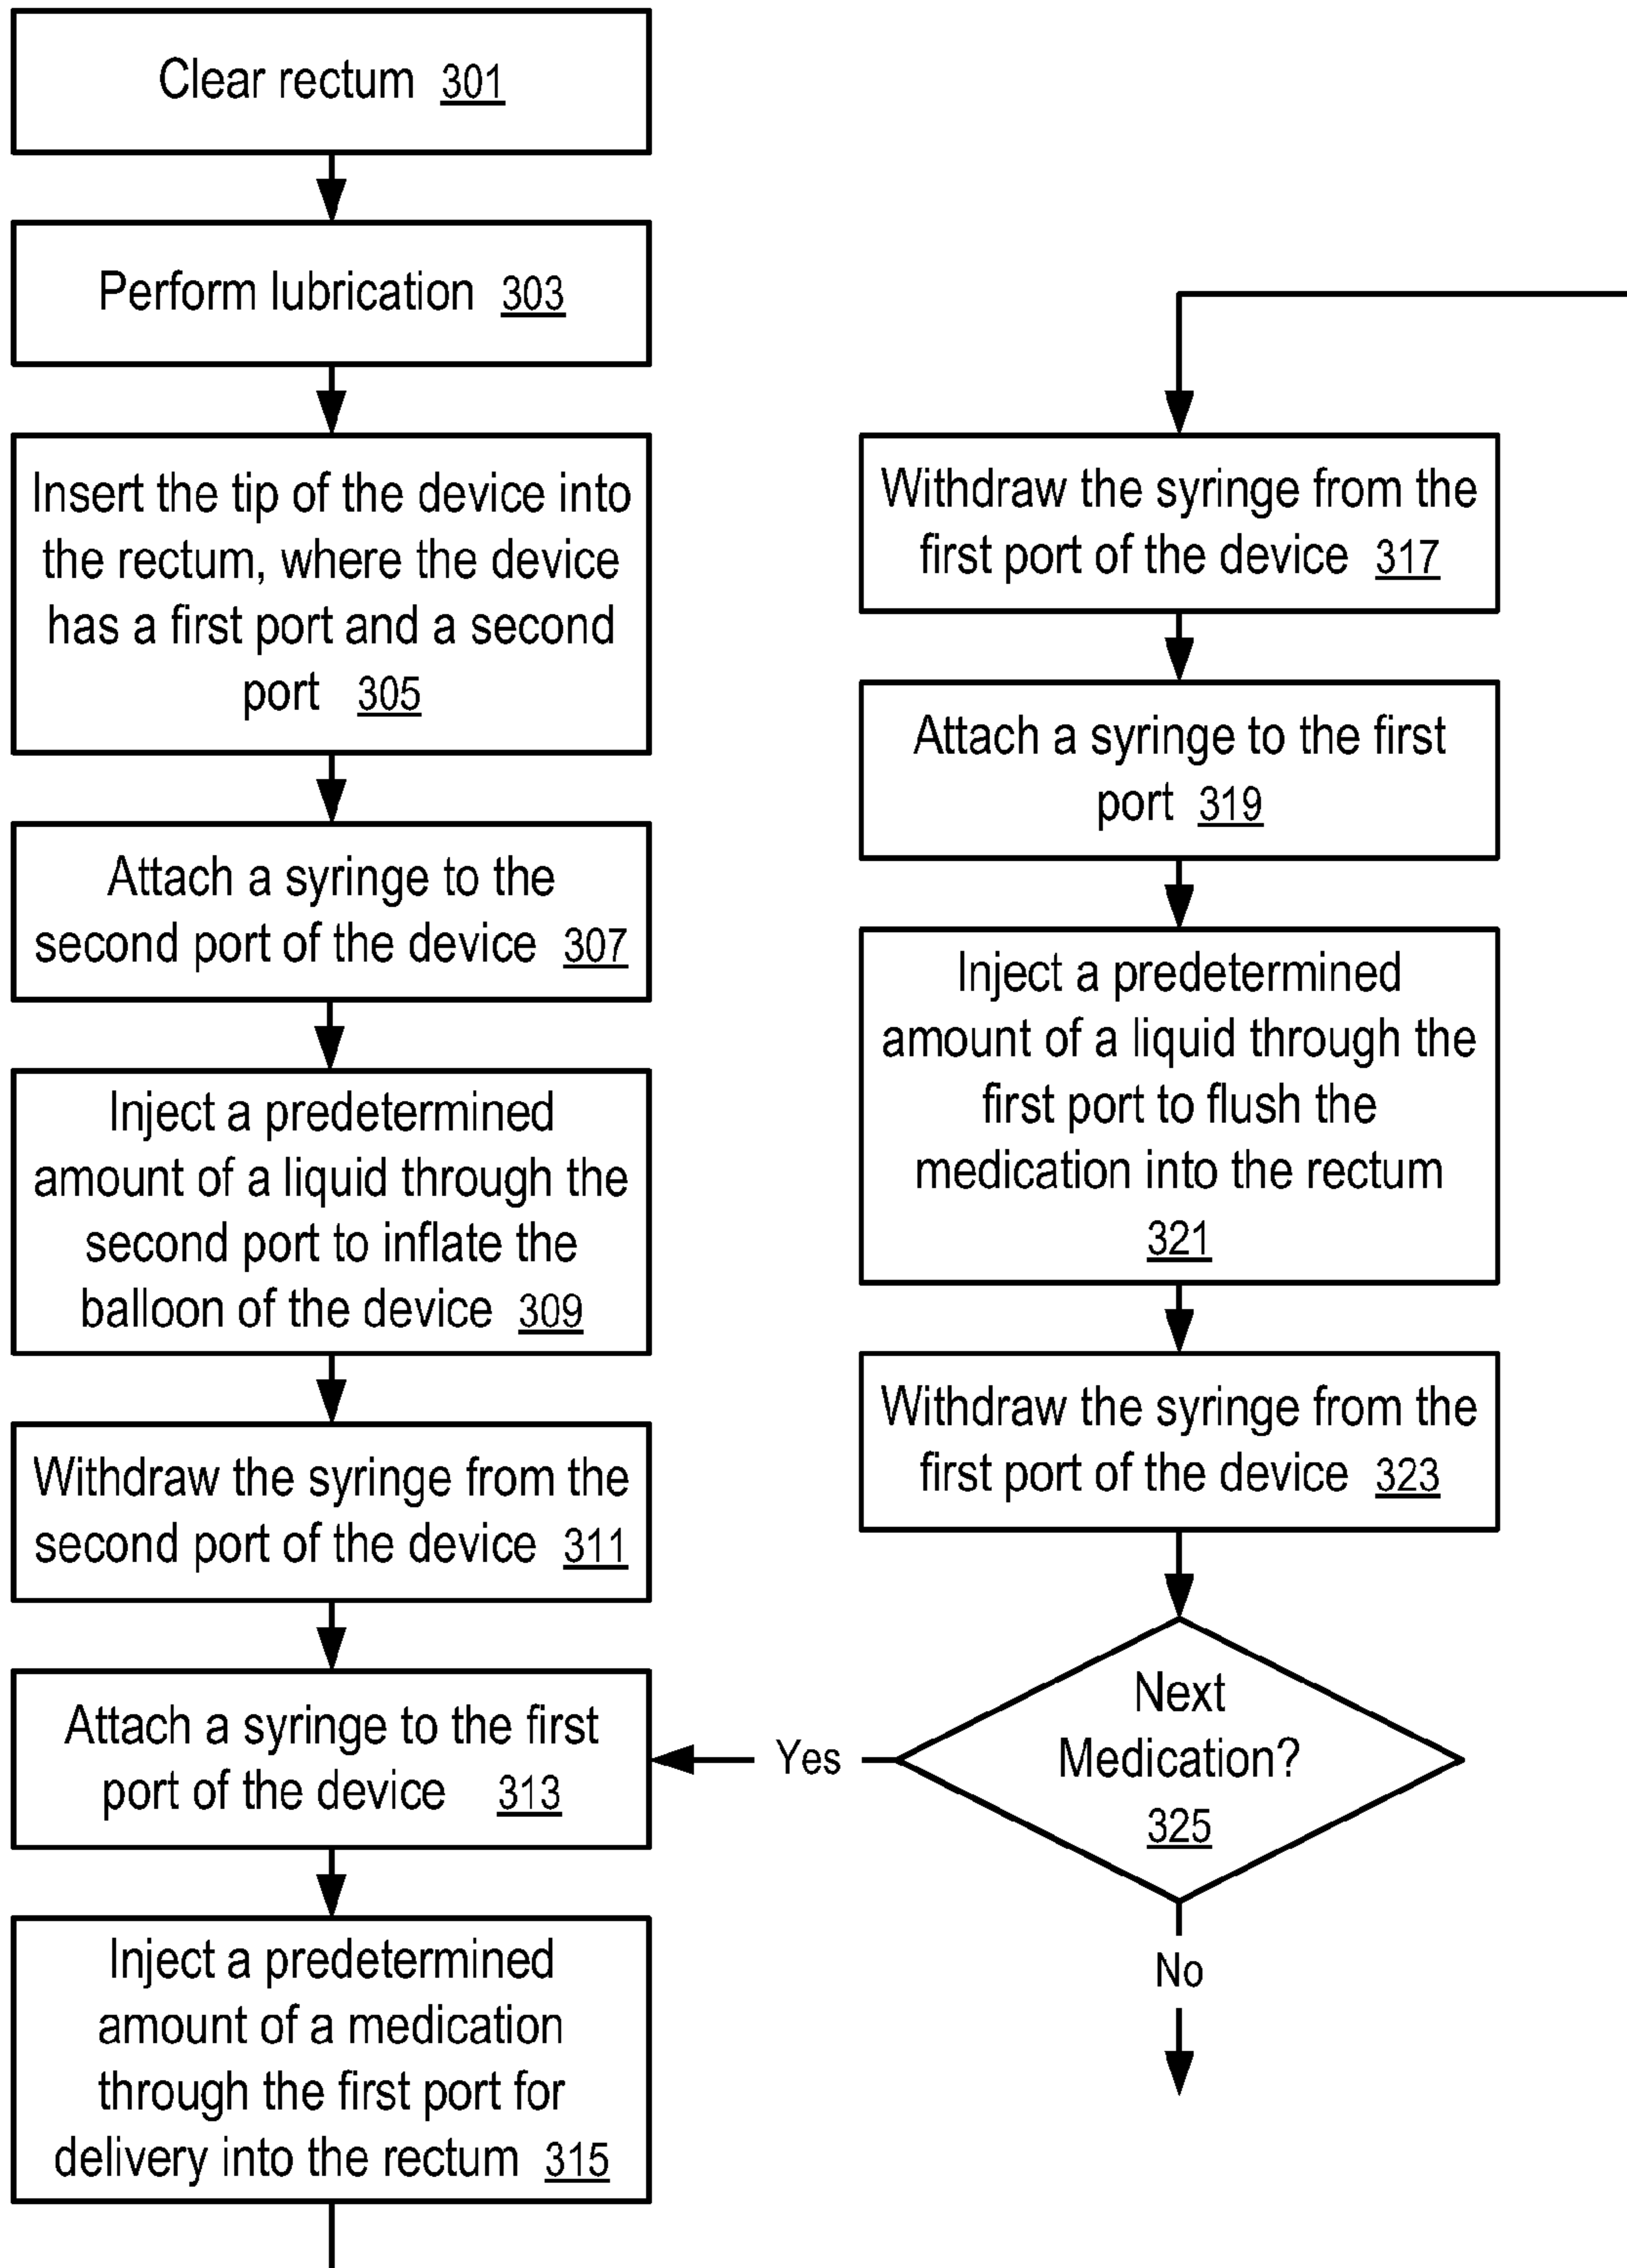 Clear rectum 301
Perform lubrication 303
Insert the tip of the device into
the rectum, where the device
has a first port and a second
port 305
Attach a syringe to the
second port of the device 307
Inject a predetermined
amount of a liquid through the
second port to inflate the
balloon of the device 309
Withdraw the syringe from the
second port of the device 311
Attach a syringe to the first
port of the device 313
Inject a predetermined
amount of a medication
through the first port for
delivery into the rectum 315
Withdraw the syringe from the
first port of the device 317
Attach a syringe to the first
port 319
Inject a predetermined
amount of a liquid through the
first port to flush the
medication into the rectum
321
Withdraw the syringe from the
first port of the device 323
Next
Medication?
325
Yes
No